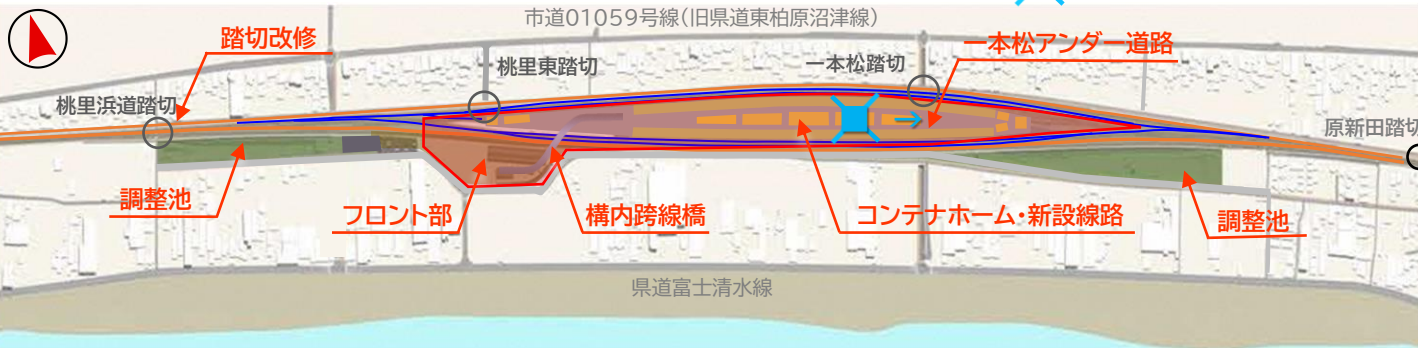 市道01059号線(旧県道東柏原沼津線)
踏切改修
一本松アンダー道路
桃里東踏切
一本松踏切
桃里浜道踏切
原新田踏切
調整池
フロント部
構内跨線橋
コンテナホーム・新設線路
調整池
県道富士清水線